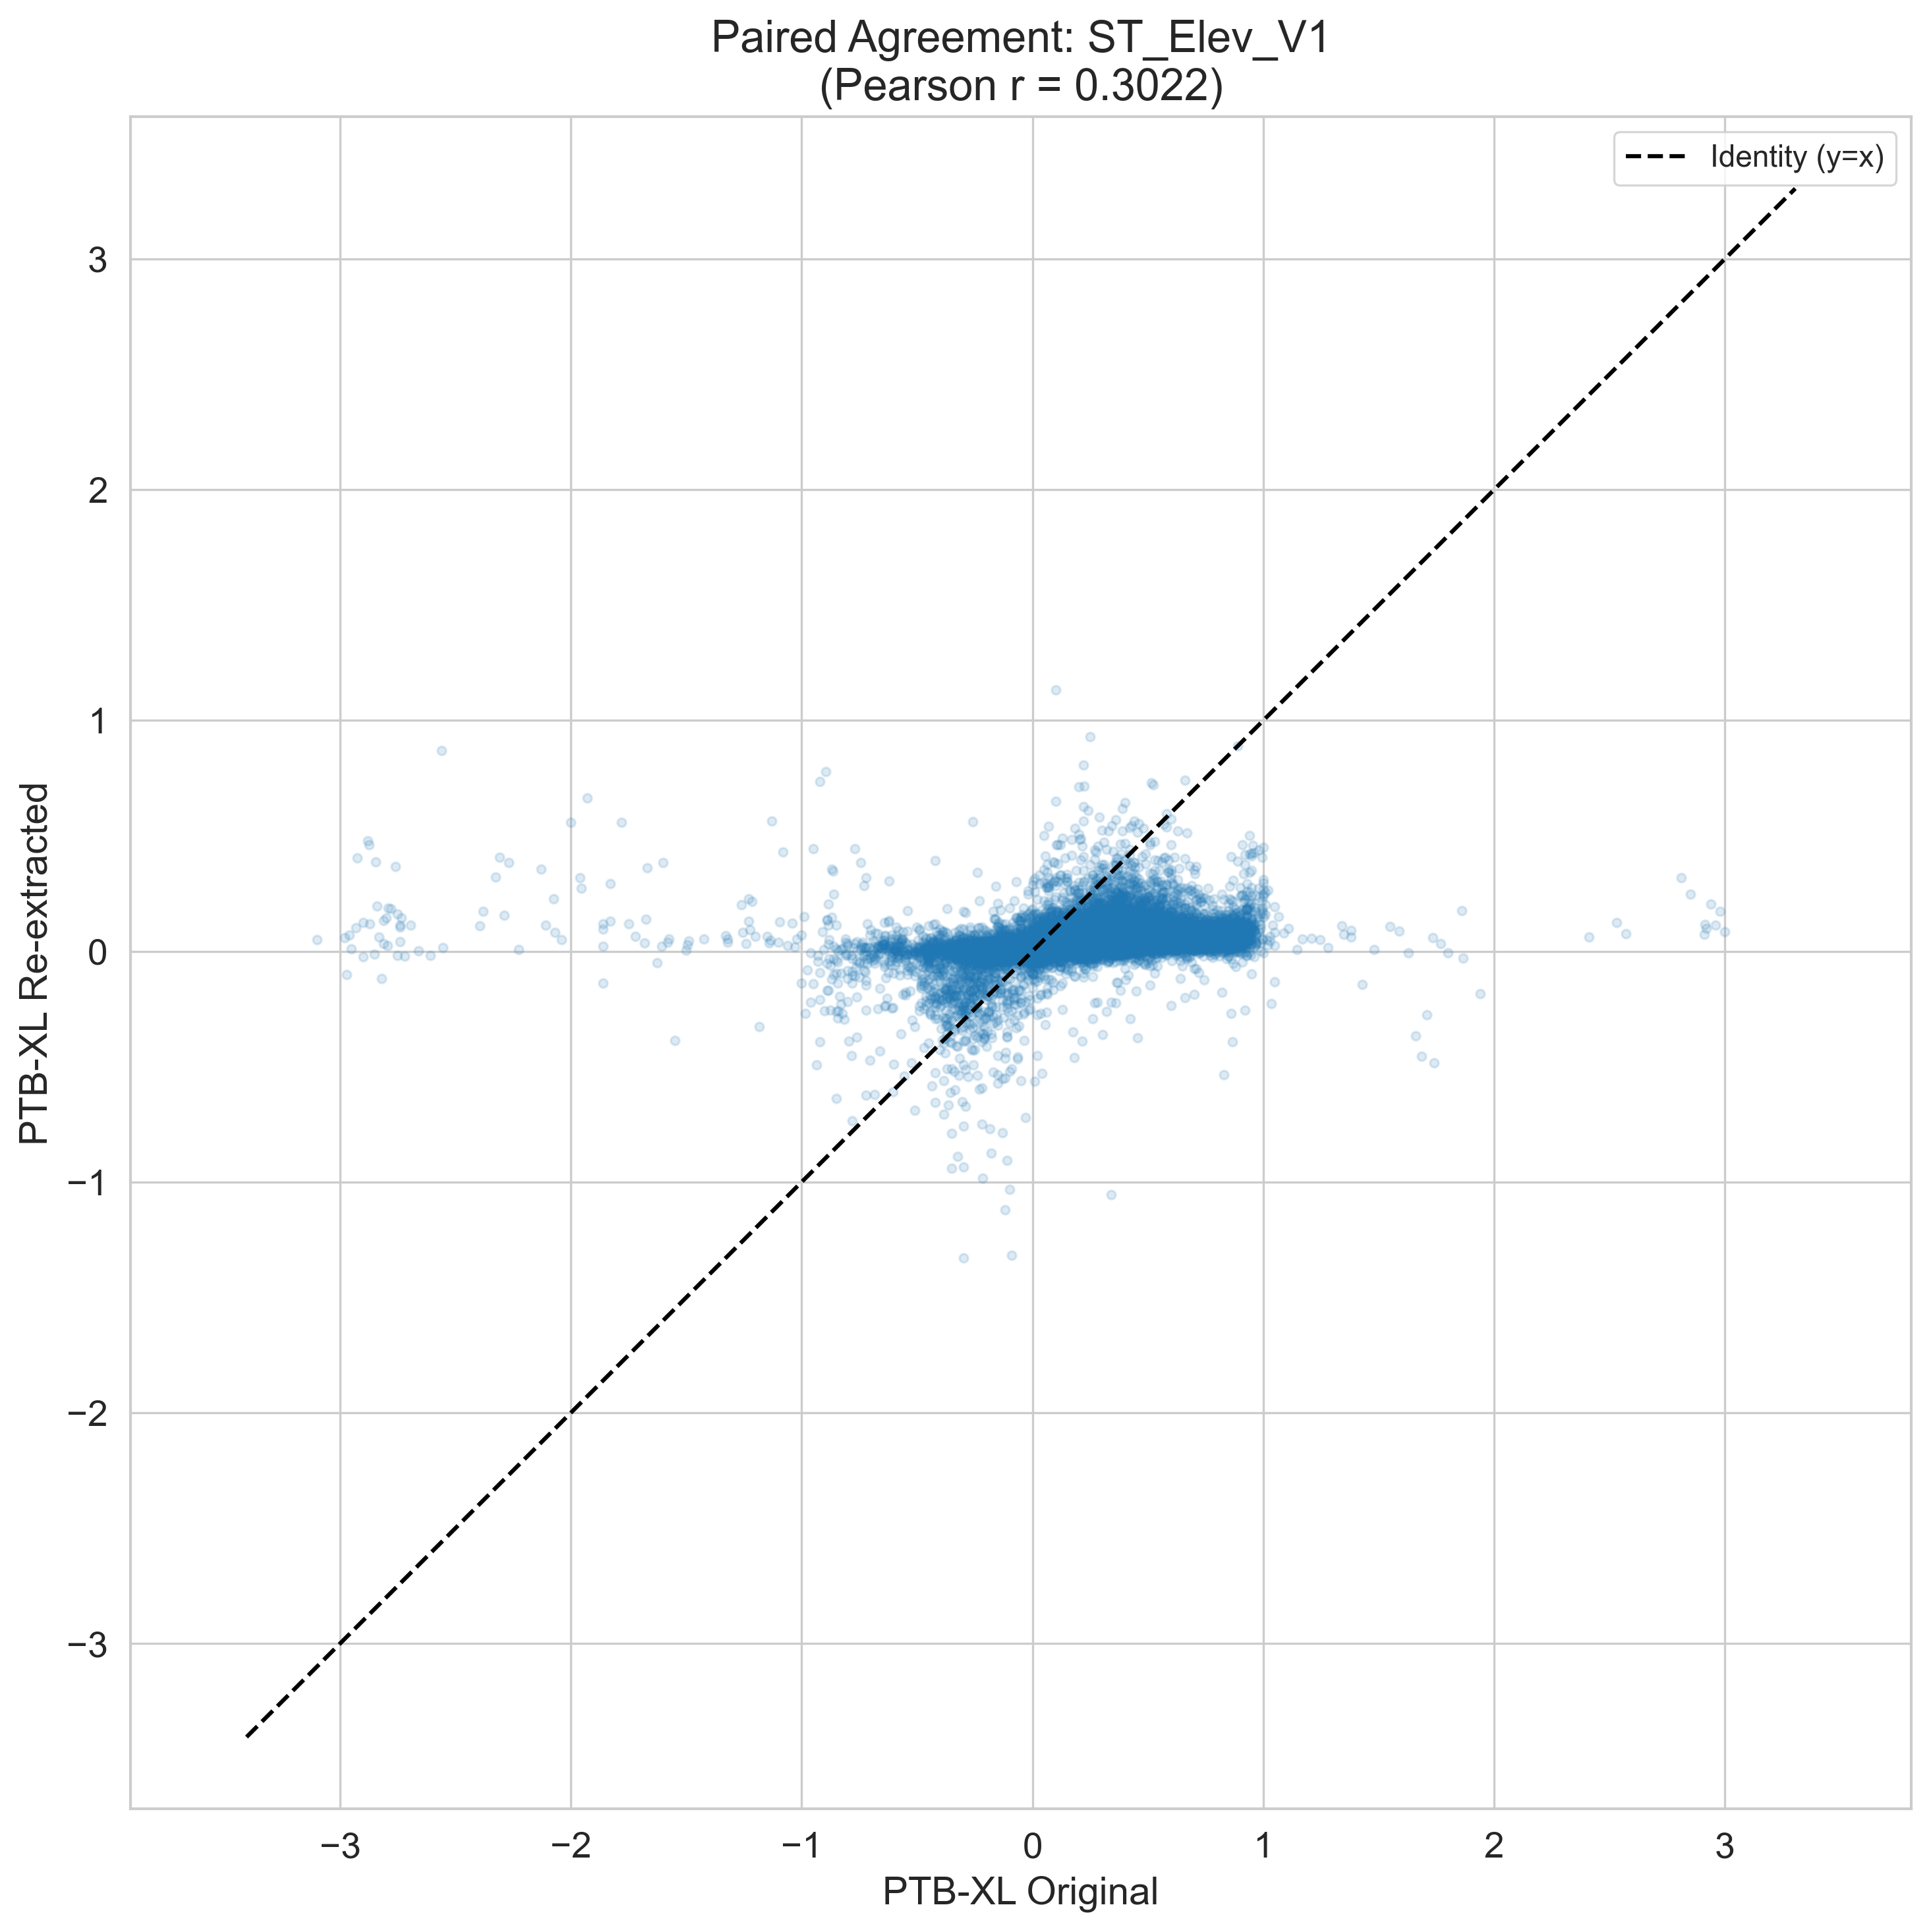 Paired Agreement: ST_Elev_V1
(Pearson r = 0.3022)
Identity (y=x)
PTB-XL Re-extracted
3
2
1
0
−1
−2
−3
−3 −2 −1 0 1 2 3
PTB-XL Original